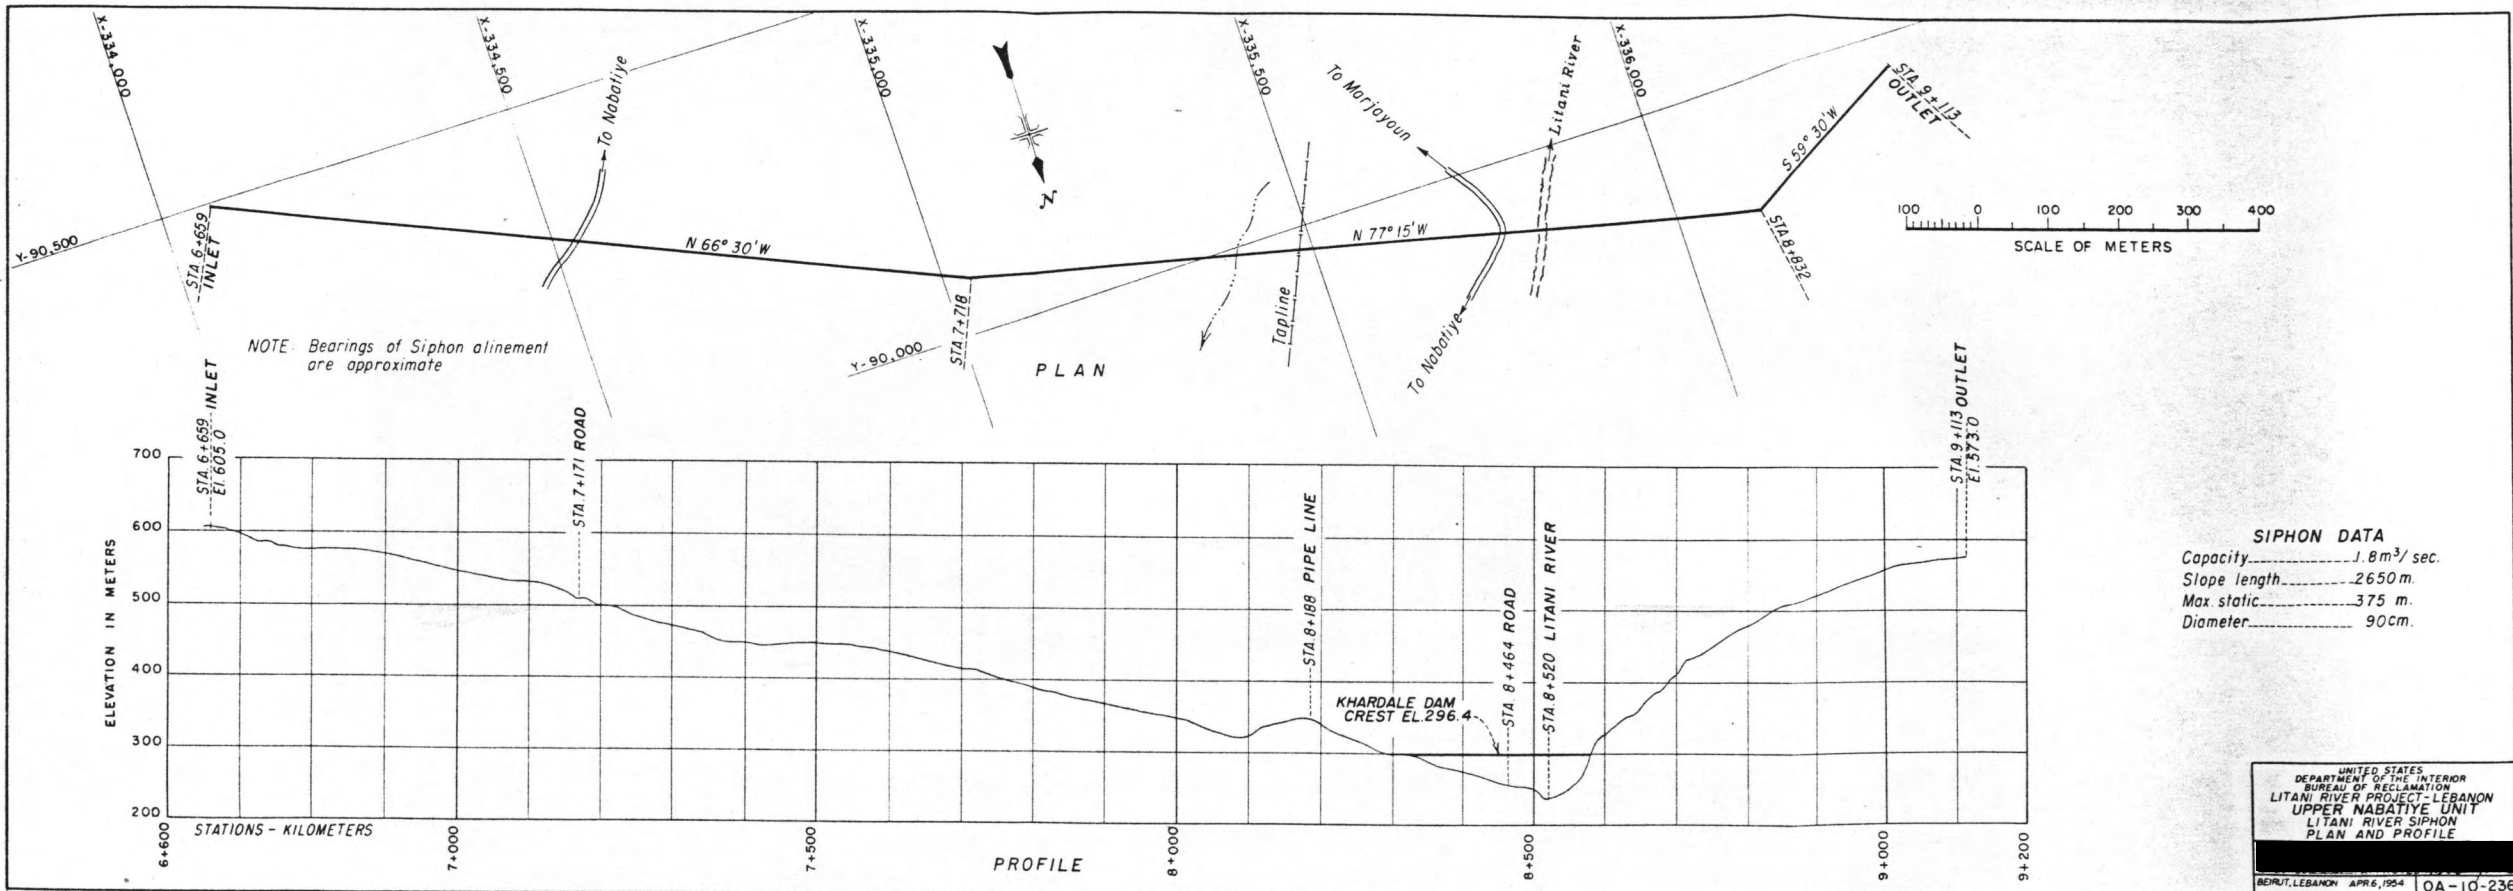 X-334,000
X-334,500
X-335,000
X-335,500
X-336,000
To Nabatiye
N
To Marjayoun
Litani River
STA. 9+113
OUTLET
S 59° 30' W
Y-90,500
STA. 6+659
INLET
N 66° 30' W
N 77° 15' W
STA. 8+832
100 0 100 200 300 400
SCALE OF METERS
STA. 7+718
Tapline
To Nabatiye
Y-90,000
NOTE: Bearings of Siphon alinement
are approximate
PLAN
STA. 6+659 INLET
El. 605.0
STA. 7+171 ROAD
STA. 8+188 PIPE LINE
STA. 8+464 ROAD
STA. 8+520 LITANI RIVER
STA. 9+113 OUTLET
El. 573.0
ELEVATION IN METERS
700
600
500
400
300
200
KHARDALE DAM
CREST EL. 296.4
STATIONS - KILOMETERS
6+600
7+000
7+500
8+000
8+500
9+000
9+200
PROFILE
SIPHON DATA
Capacity 1.8 m³/sec.
Slope length 2650 m.
Max. static 375 m.
Diameter 90 cm.
UNITED STATES
DEPARTMENT OF THE INTERIOR
BUREAU OF RECLAMATION
LITANI RIVER PROJECT-LEBANON
UPPER NABATIYE UNIT
LITANI RIVER SIPHON
PLAN AND PROFILE
BEIRUT, LEBANON APR 6, 1954
OA-10-236